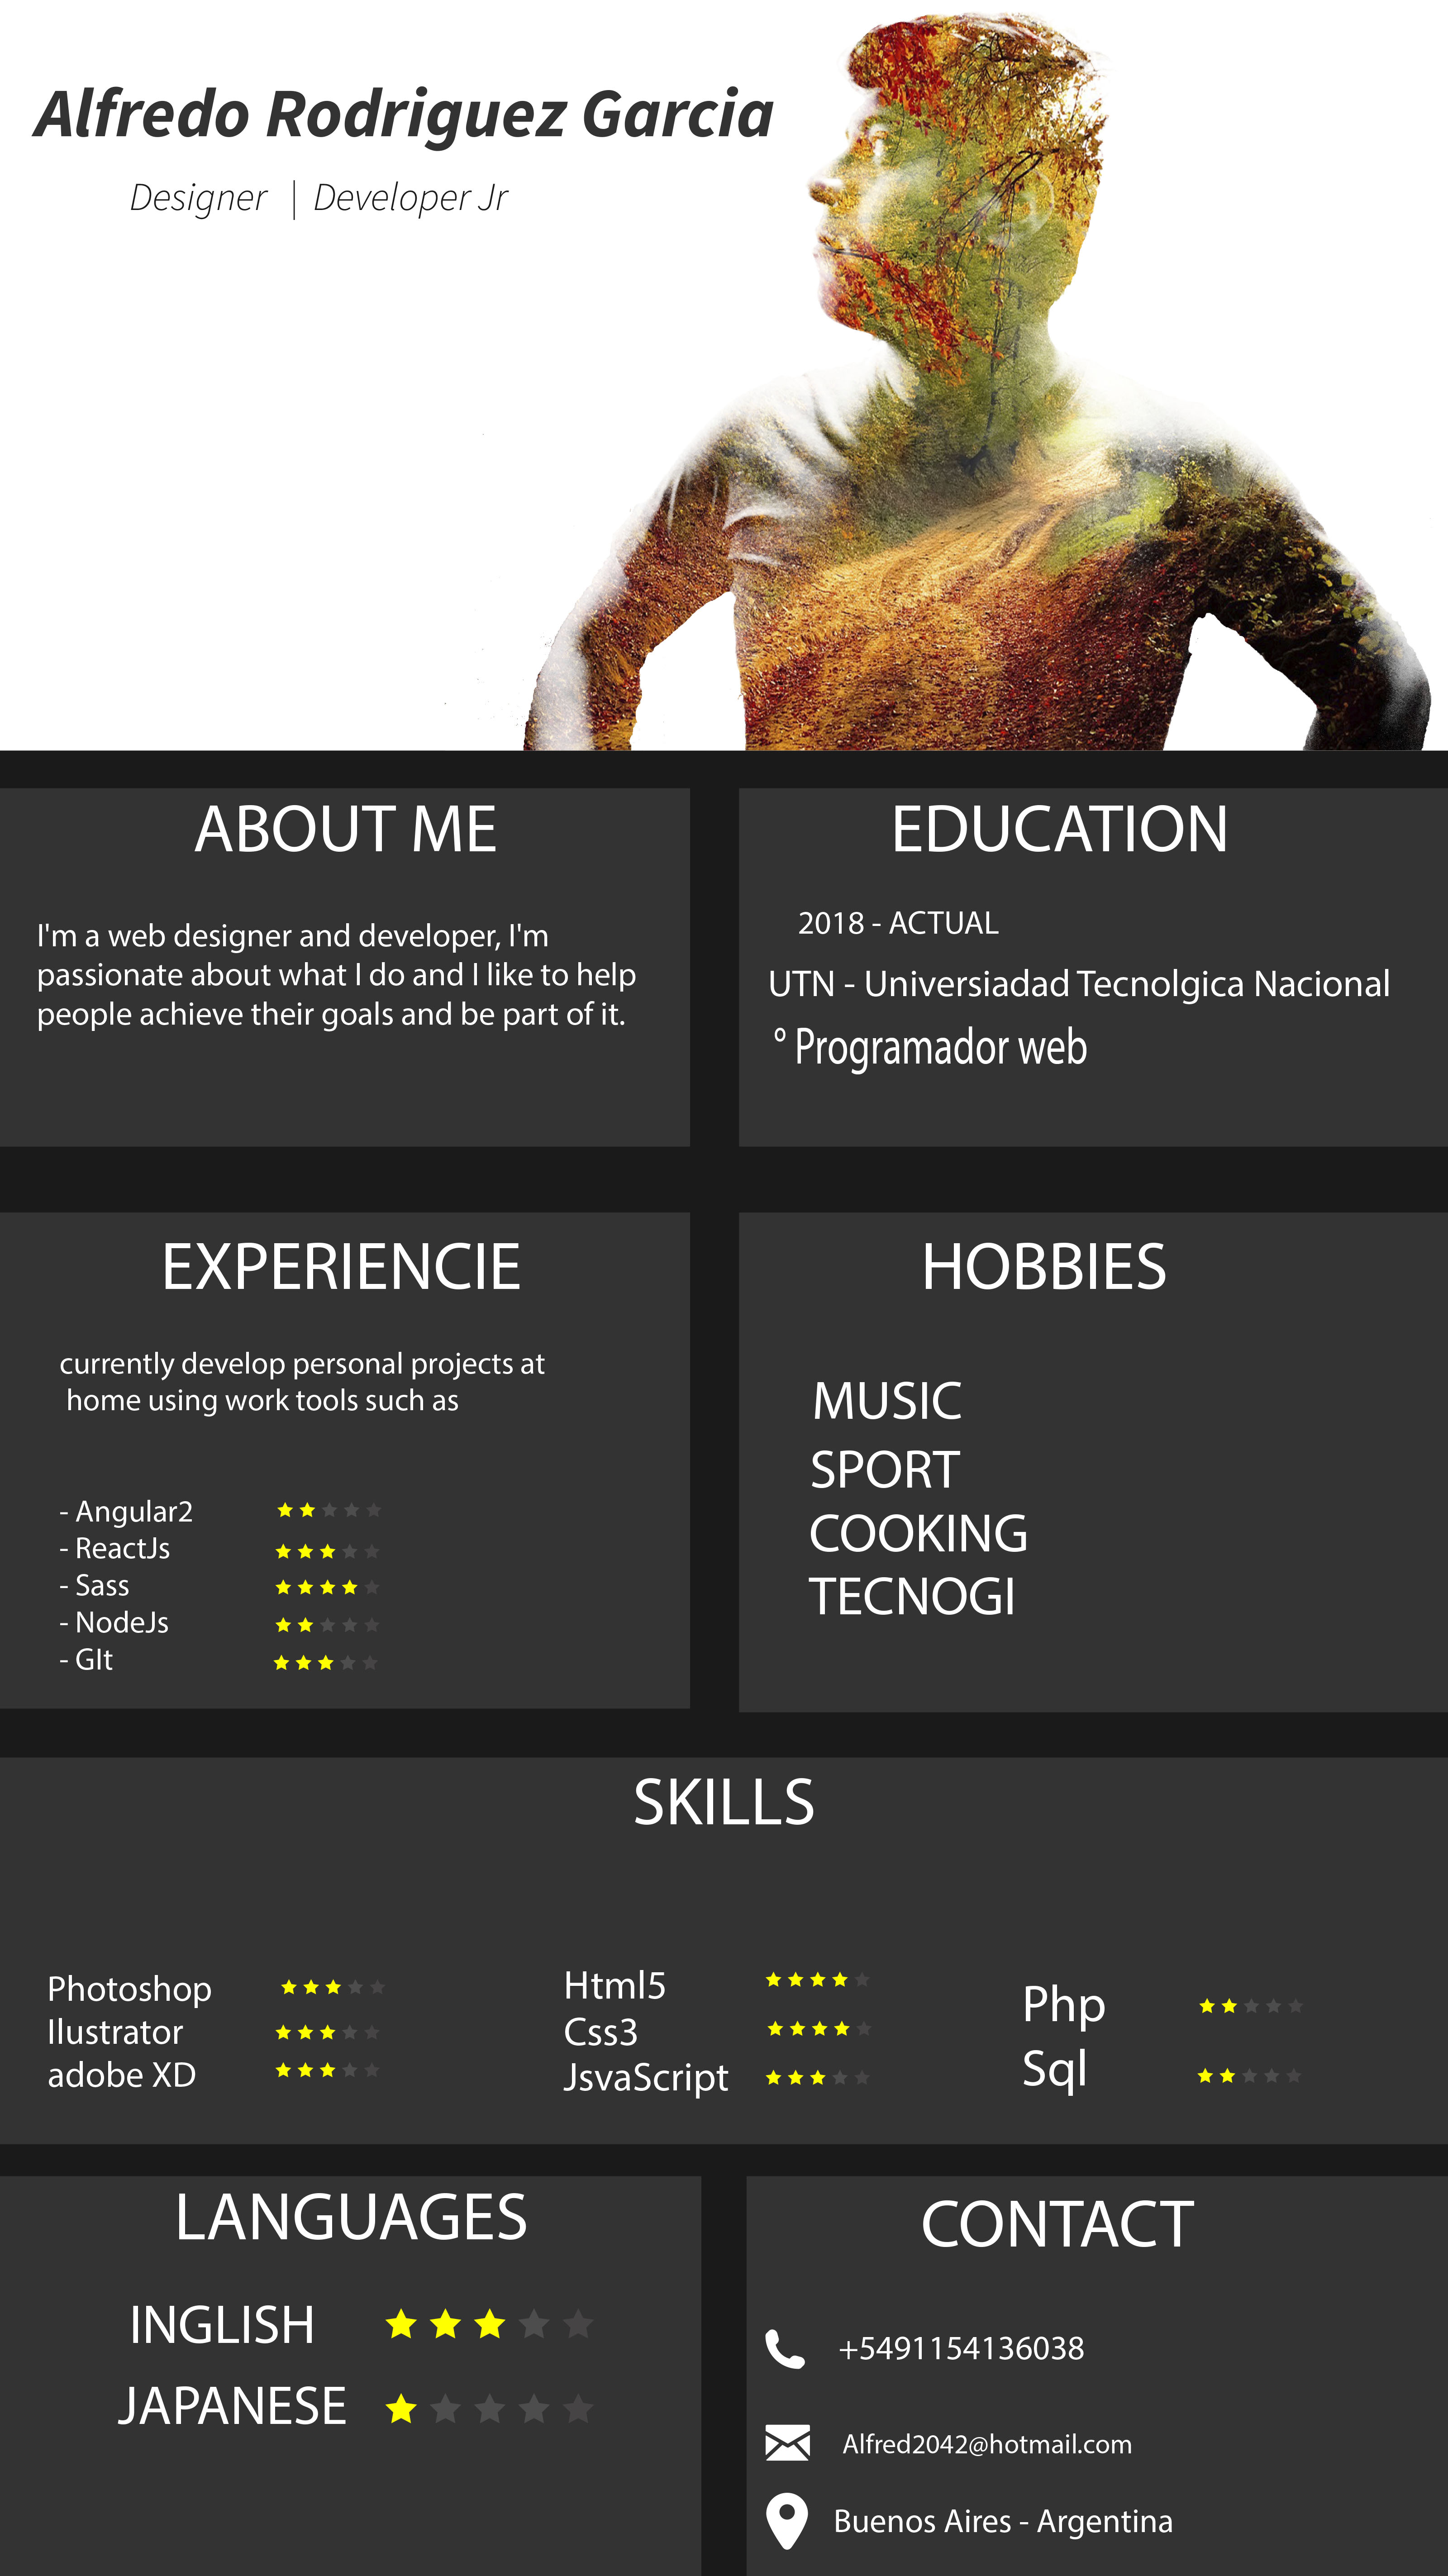 Alfredo Rodriguez Garcia
Designer | Developer Jr
ABOUT ME
I'm a web designer and developer, I'm
passionate about what I do and I like to help
people achieve their goals and be part of it.
EDUCATION
2018 - ACTUAL
UTN - Universiadad Tecnolgica Nacional
° Programador web
EXPERIENCIE
currently develop personal projects at
home using work tools such as
- Angular2
- ReactJs
- Sass
- NodeJs
- GIt
HOBBIES
MUSIC
SPORT
COOKING
TECNOGI
SKILLS
Photoshop
Ilustrator
adobe XD
Html5
Css3
JsvaScript
Php
Sql
LANGUAGES
INGLISH
JAPANESE
CONTACT
+5491154136038
Alfred2042@hotmail.com
Buenos Aires - Argentina